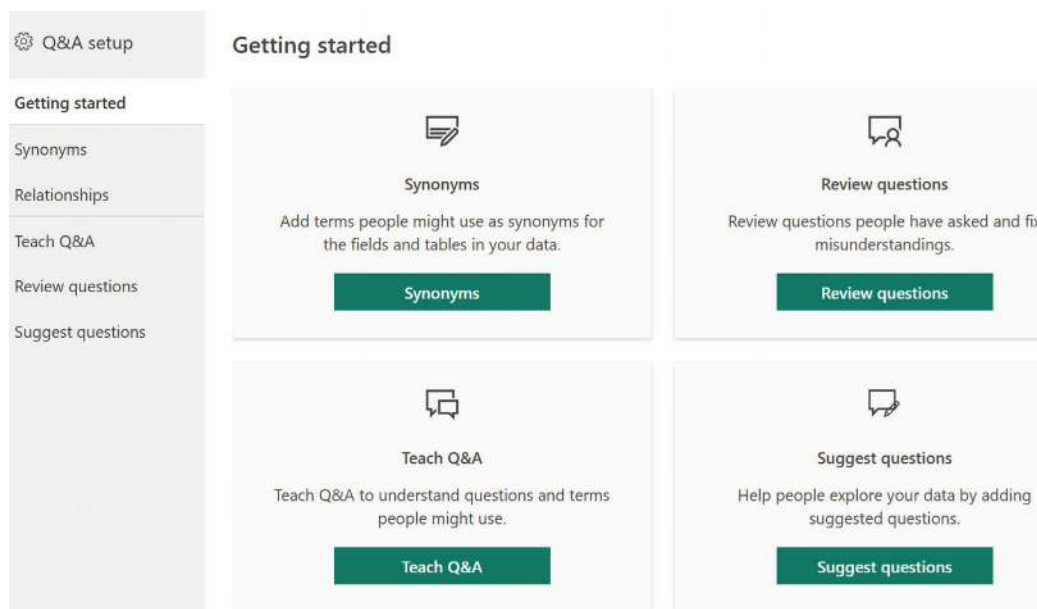 Q&A setup
Getting started
Synonyms
Relationships
Teach Q&A
Review questions
Suggest questions
Getting started
Synonyms
Add terms people might use as synonyms for
the fields and tables in your data.
Synonyms
Review questions
Review questions people have asked and fix
misunderstandings.
Review questions
Teach Q&A
Teach Q&A to understand questions and terms
people might use.
Teach Q&A
Suggest questions
Help people explore your data by adding
suggested questions.
Suggest questions